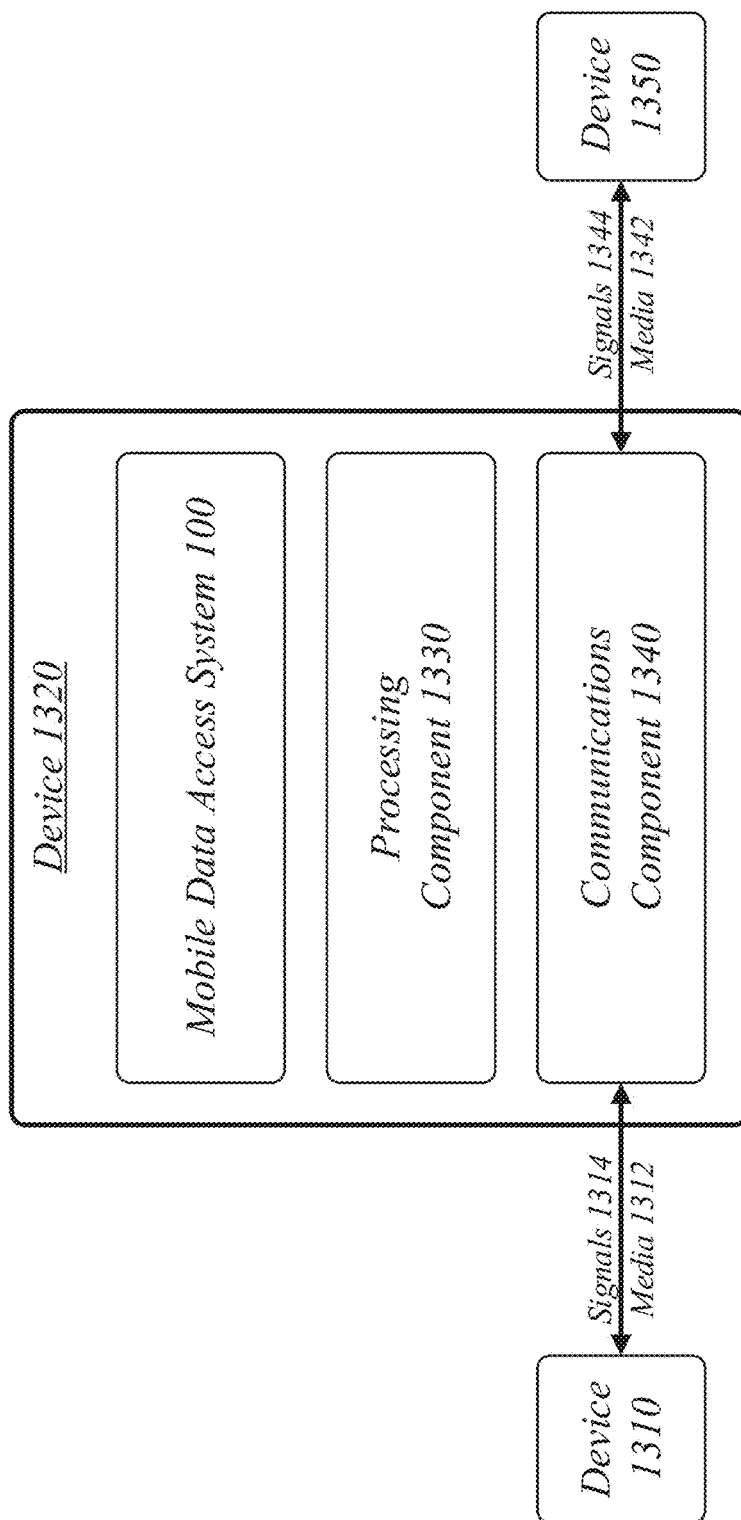 Device 1320
Mobile Data Access System 100
Processing
Component 1330
Communications
Component 1340
Device
1310
Signals 1314
Media 1312
Signals 1344
Media 1342
Device
1350